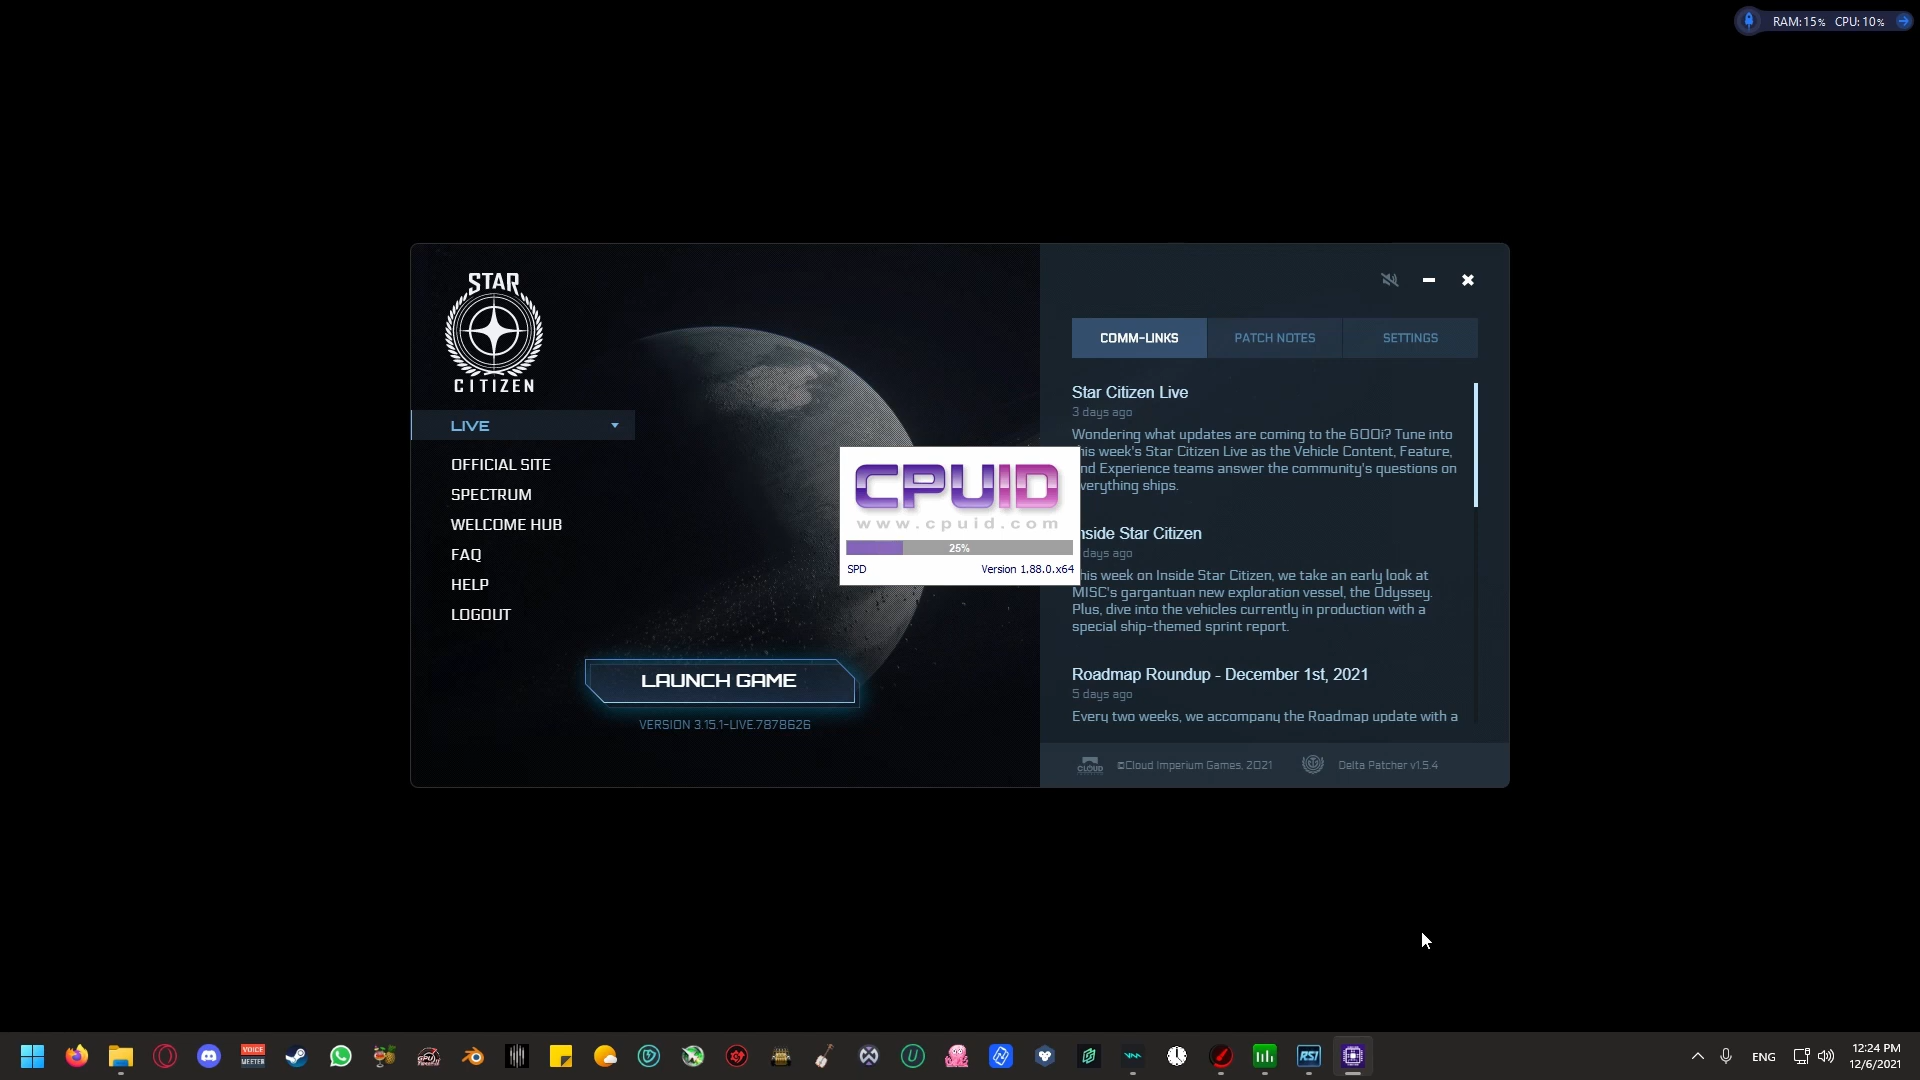 RAM:15% CPU: 10%
STAR
CITIZEN
LIVE
OFFICIAL SITE
SPECTRUM
WELCOME HUB
FAQ
HELP
LOGOUT
LAUNCH GAME
VERSION 3.15.1-LIVE.7878626
CPUID
www.cpuid.com
25%
SPD Version 1.88.0.x64
COMM-LINKS PATCH NOTES SETTINGS
Star Citizen Live
3 days ago
Wondering what updates are coming to the 600i? Tune into
his week's Star Citizen Live as the Vehicle Content, Feature,
nd Experience teams answer the community's questions on
verything ships.
nside Star Citizen
days ago
his week on Inside Star Citizen, we take an early look at
MISC's gargantuan new exploration vessel, the Odyssey.
Plus, dive into the vehicles currently in production with a
special ship-themed sprint report.
Roadmap Roundup - December 1st, 2021
5 days ago
Every two weeks, we accompany the Roadmap update with a
CLOUD ©Cloud Imperium Games, 2021 Delta Patcher v1.5.4
VOICE
MEETER
GPU
RSI
ENG
12:24 PM
12/6/2021